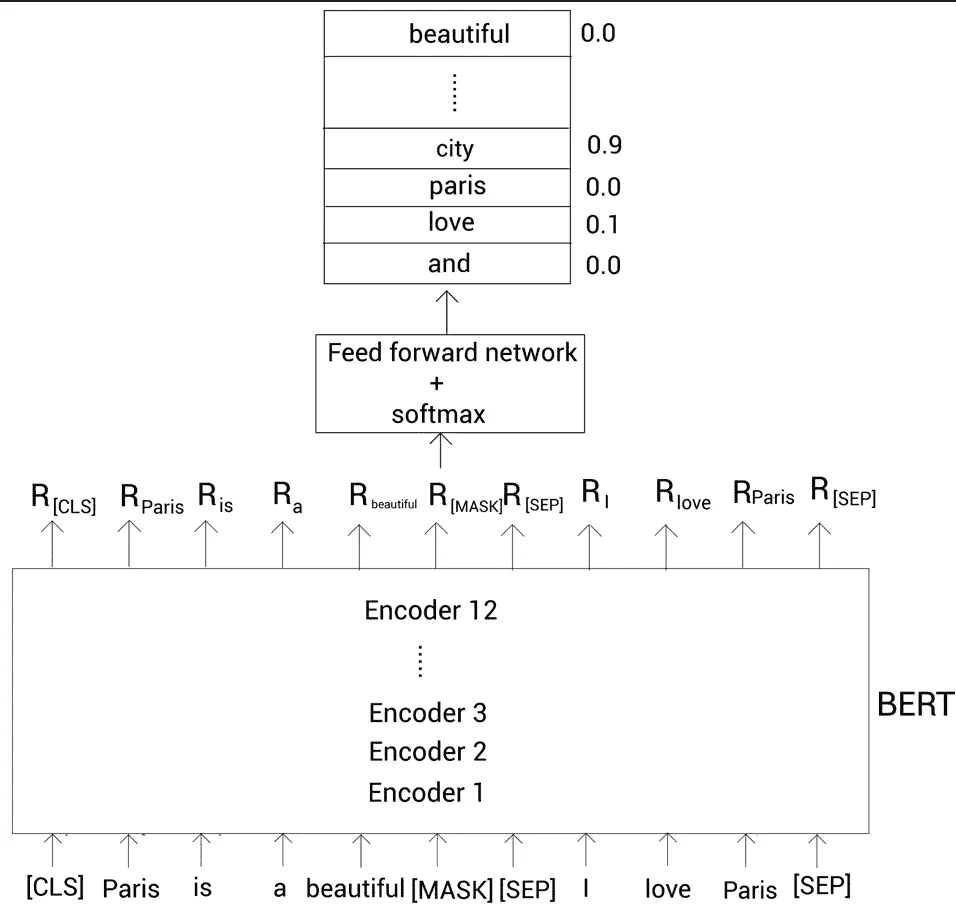 beautiful 0.0
city 0.9
paris 0.0
love 0.1
and 0.0
Feed forward network
+
softmax
R[CLS] RParis Ris Ra Rbeautiful R[MASK] R[SEP] RI Rlove RParis R[SEP]
Encoder 12
Encoder 3
BERT
Encoder 2
Encoder 1
[CLS] Paris is a beautiful [MASK] [SEP] I love Paris [SEP]